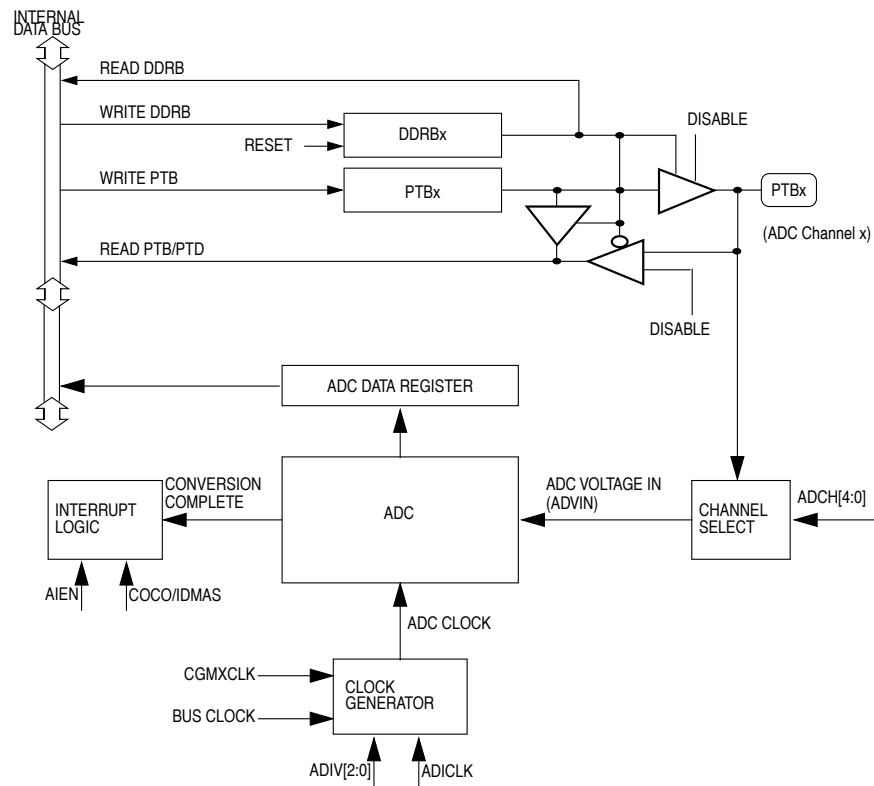 INTERNAL
DATA BUS
READ DDRB
WRITE DDRB
RESET
DDRBx
DISABLE
WRITE PTB
PTBx
PTBx
(ADC Channel x)
READ PTB/PTD
DISABLE
ADC DATA REGISTER
INTERRUPT
LOGIC
CONVERSION
COMPLETE
ADC
ADC VOLTAGE IN
(ADVIN)
CHANNEL
SELECT
ADCH[4:0]
AIEN
COCO/IDMAS
ADC CLOCK
CGMXCLK
BUS CLOCK
CLOCK
GENERATOR
ADIV[2:0]
ADICLK